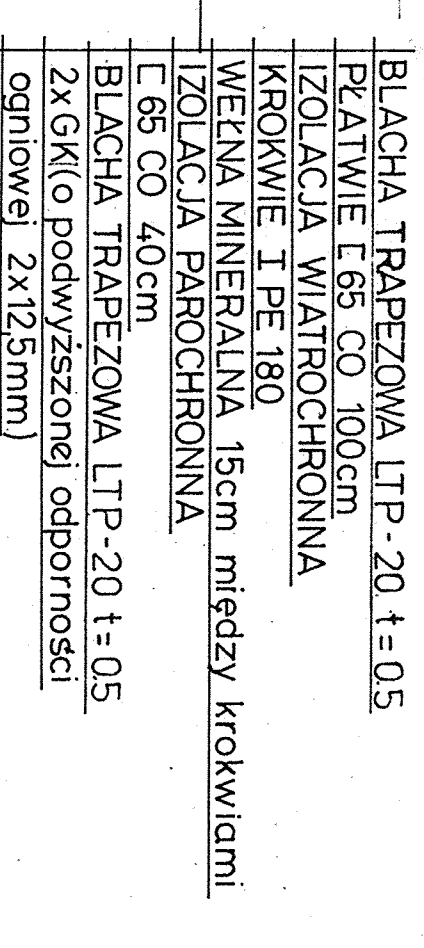 BLACHA TRAPEZOWA LTP-20 t=0.5
PŁATWIE [ 65 CO 100cm
IZOLACJA WIATROCHRONNA
KROKWIE I PE 180
WEŁNA MINERALNA 15cm między krokwiami
IZOLACJA PAROCHRONNA
[ 65 CO 40cm
BLACHA TRAPEZOWA LTP-20 t=0.5
2xGK(o podwyższonej odporności
ogniowej 2x12,5mm)